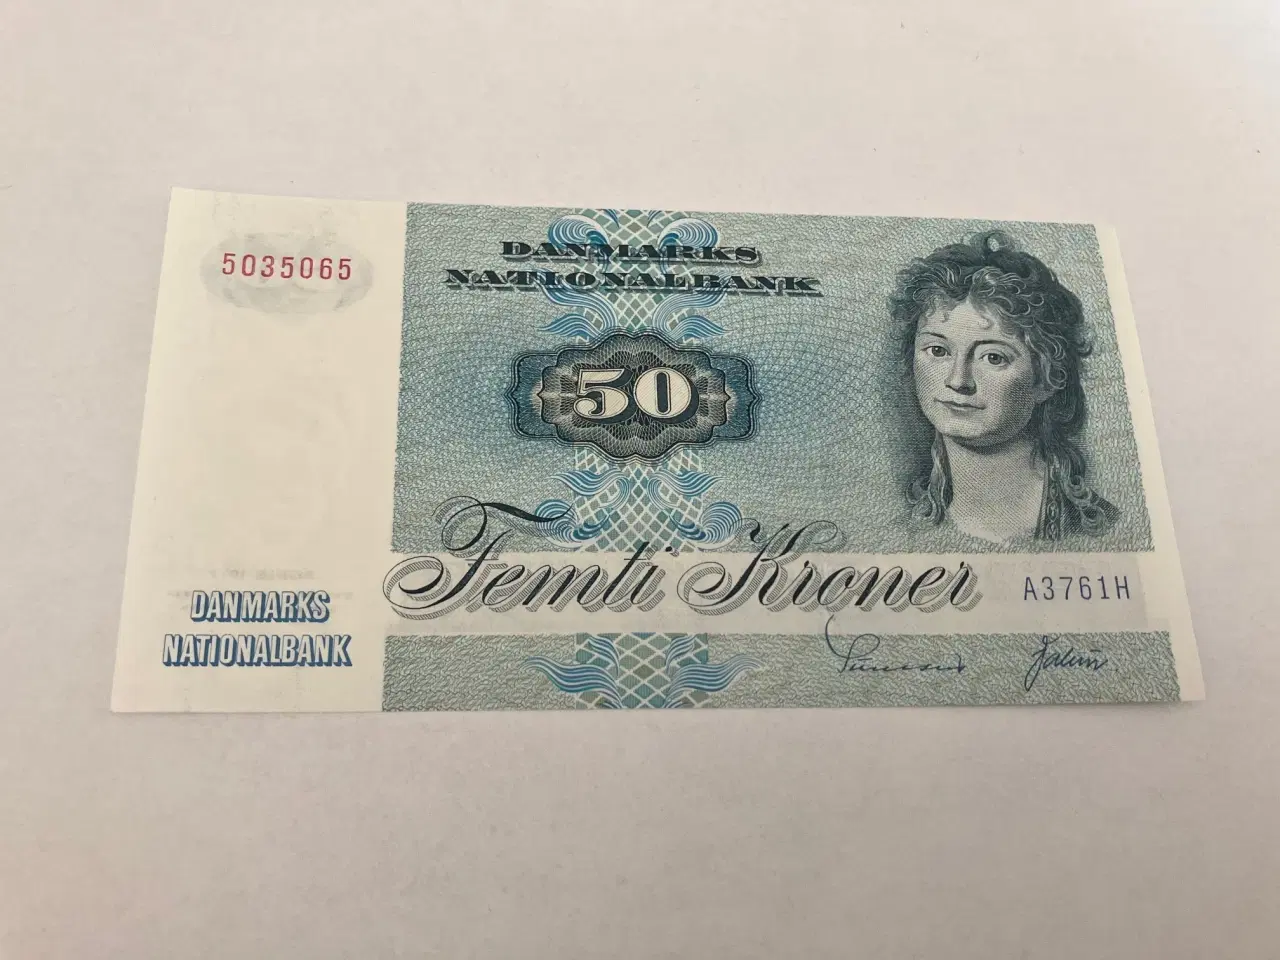 5035065
DANMARKS
NATIONALBANK
50
Femti Kroner
A3761H
DANMARKS
NATIONALBANK